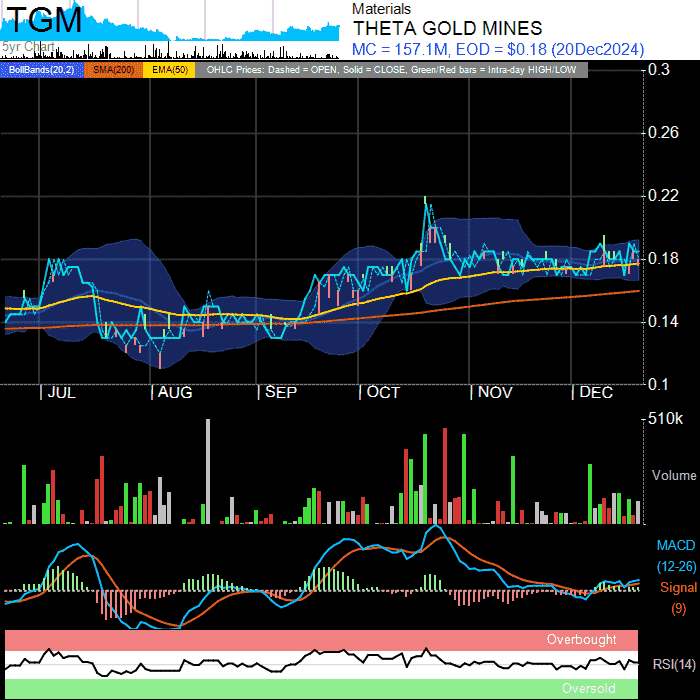 TGM
5yr Chart
Materials
THETA GOLD MINES
MC = 157.1M, EOD = $0.18 (20Dec2024)
BollBands(20,2) SMA(200) EMA(50) OHLC Prices: Dashed = OPEN, Solid = CLOSE, Green/Red bars = Intra-day HIGH/LOW
0.3
0.26
0.22
0.18
0.14
0.1
JUL AUG SEP OCT NOV DEC
510k
Volume
MACD
(12-26)
Signal
(9)
Overbought
RSI(14)
Oversold